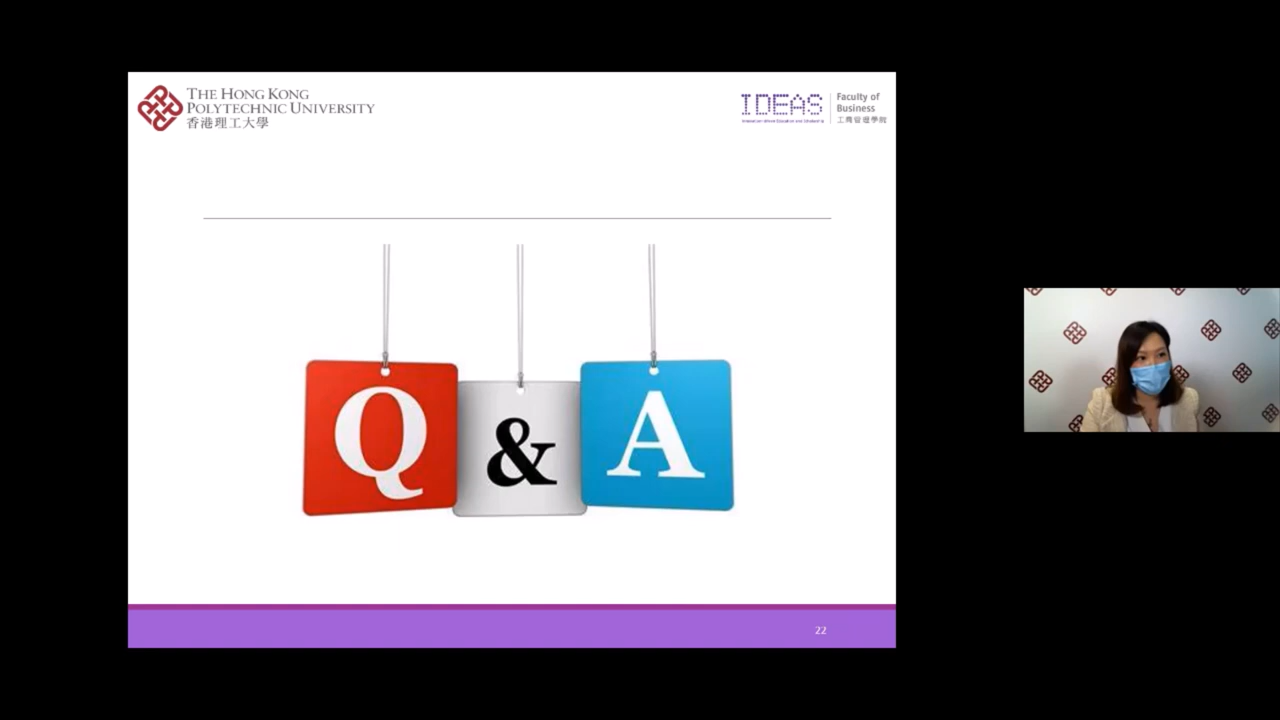 THE HONG KONG
POLYTECHNIC UNIVERSITY
香港理工大學
IDEAS
Faculty of
Business
工商管理學院
Q & A
22